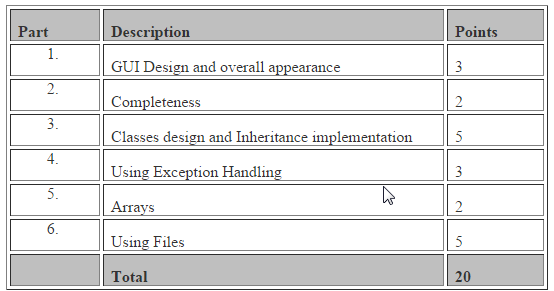 Part Description Points
1. GUI Design and overall appearance 3
2. Completeness 2
3. Classes design and Inheritance implementation 5
4. Using Exception Handling 3
5. Arrays 2
6. Using Files 5
Total 20